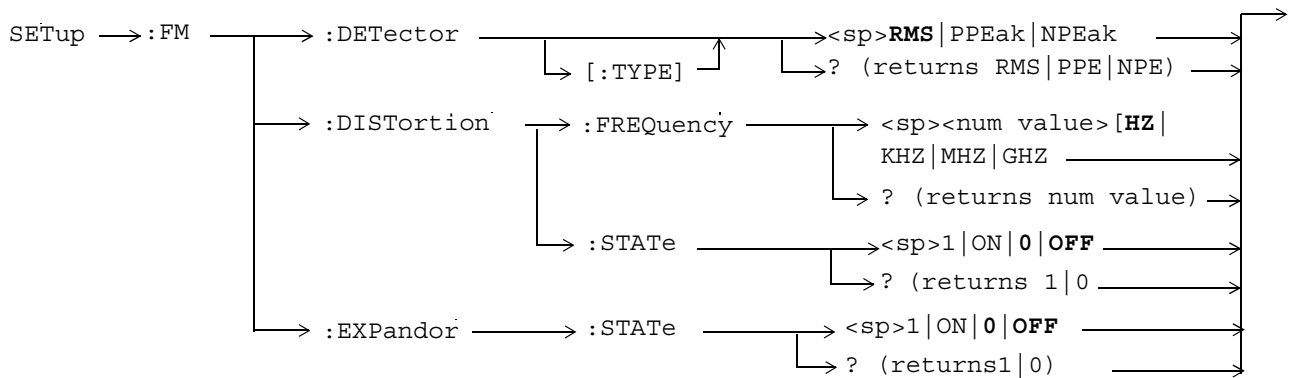 SETup :FM :DETector <sp>RMS|PPEak|NPEak
[:TYPE] ? (returns RMS|PPE|NPE)
:DISTortion :FREQuency <sp><num value>[HZ|
KHZ|MHZ|GHZ
? (returns num value)
:STATe <sp>1|ON|0|OFF
? (returns 1|0
:EXPandor :STATe <sp>1|ON|0|OFF
? (returns1|0)